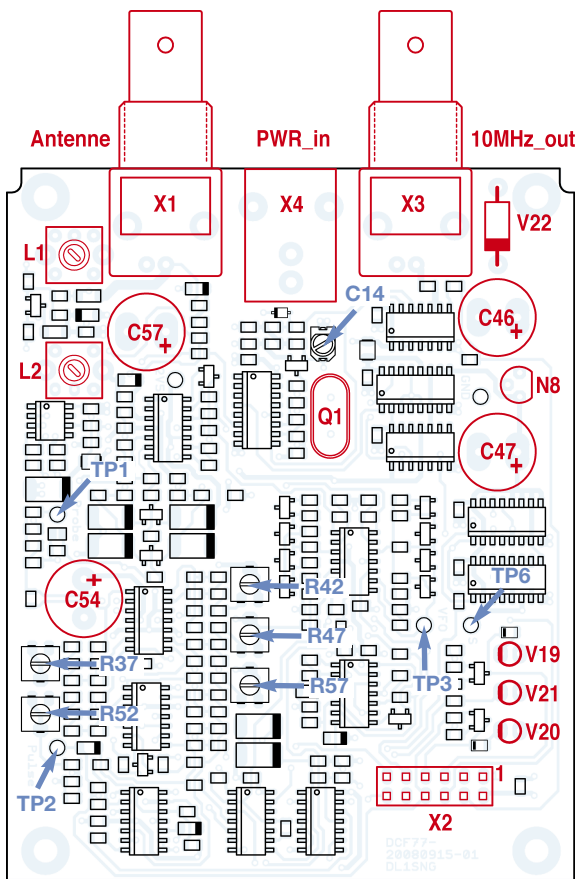 Antenne PWR_in 10MHz_out
X1 X4 X3
V22
L1
C14
C57 C46
L2
N8
Q1
C47
TP1
R42 TP6
C54
R47
R37 V19
TP3
R57
V21
R52
V20
TP2
1
X2
DCF77-
20080915-01
DL1SNG